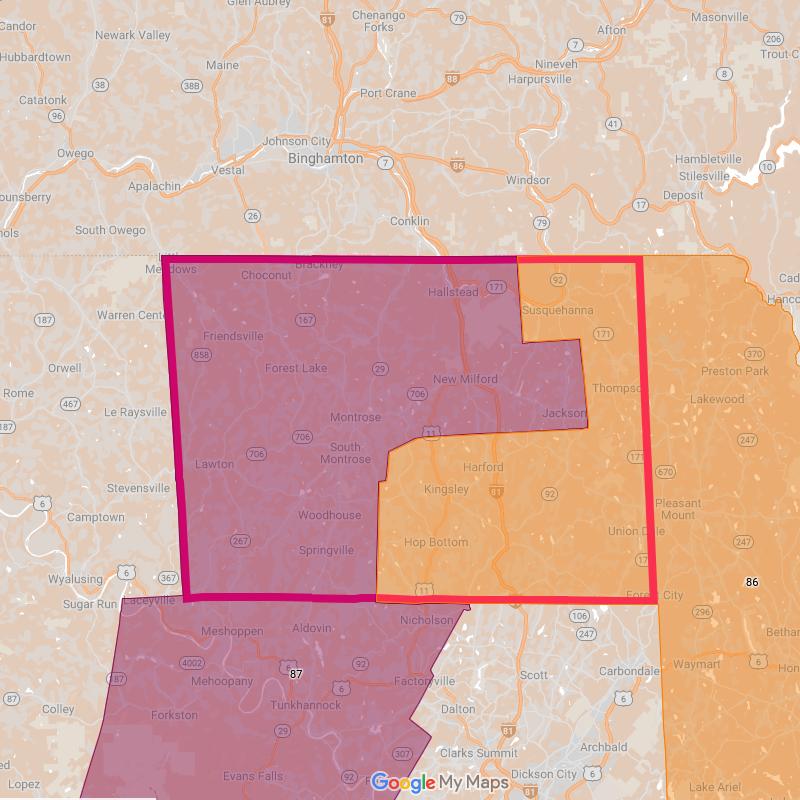 Candor
Glen Aubrey
81
Chenango
Forks
79
Afton
Masonville
206
Newark Valley
Hubbardtown
Maine
7
Nineveh
Harpursville
8
Trout C
38
38B
88
Port Crane
Catatonk
96
41
Owego
Johnson City
Binghamton
7
86
Hambletville
Stilesville
10
Vestal
Apalachin
Windsor
Deposit
ounsberry
17
26
Conklin
79
nols
South Owego
Meadows
Brackney
Choconut
92
Cad
Hallstead
171
Hanco
187
Warren Cent
167
Susquehanna
Friendsville
171
858
370
Orwell
Forest Lake
29
New Milford
Preston Park
Rome
467
706
Thompso
Lakewood
Le Raysville
Montrose
Jackson
187
706
11
247
706
South
Montrose
Lawton
Harford
171
670
Stevensville
Kingsley
81
92
6
Camptown
Woodhouse
Pleasant
Mount
Union Dale
267
Hop Bottom
247
Springville
17
Wyalusing
6
367
11
86
Sugar Run
Laceyville
Forest City
106
296
Meshoppen
Aldovin
Nicholson
247
Bethan
4002
92
Waymart
6
187
Mehoopany
6
87
6
Factoryville
Scott
Carbondale
Hon
87
Colley
Forkston
Tunkhannock
Dalton
6
29
81
307
Clarks Summit
Archbald
Lopez
Evans Falls
92
Google My Maps
Dickson City
6
81
Lake Ariel